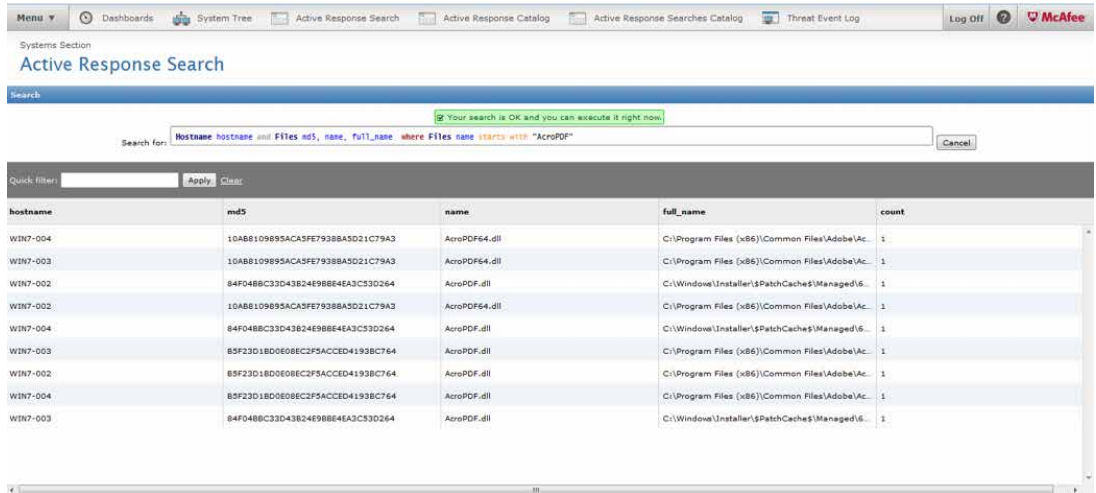 Menu ▼ Dashboards System Tree Active Response Search Active Response Catalog Active Response Searches Catalog Threat Event Log Log Off ? McAfee
Systems Section
Active Response Search
Search
Your search is OK and you can execute it right now.
Search for: Hostname hostname and Files md5, name, full_name where Files name starts with "AcroPDF" Cancel
Quick filter: Apply Clear
hostname md5 name full_name count
WIN7-004 10AB8109895ACA5FE7938BA5D21C79A3 AcroPDF64.dll C:\Program Files (x86)\Common Files\Adobe\Ac... 1
WIN7-003 10AB8109895ACA5FE7938BA5D21C79A3 AcroPDF64.dll C:\Program Files (x86)\Common Files\Adobe\Ac... 1
WIN7-002 84F04BBC33D43B24E9BBE4EA3C53D264 AcroPDF.dll C:\Windows\Installer\$PatchCache$\Managed\6... 1
WIN7-002 10AB8109895ACA5FE7938BA5D21C79A3 AcroPDF64.dll C:\Program Files (x86)\Common Files\Adobe\Ac... 1
WIN7-004 84F04BBC33D43B24E9BBE4EA3C53D264 AcroPDF.dll C:\Windows\Installer\$PatchCache$\Managed\6... 1
WIN7-003 B5F23D1BD0E08EC2F5ACCED4193BC764 AcroPDF.dll C:\Program Files (x86)\Common Files\Adobe\Ac... 1
WIN7-002 B5F23D1BD0E08EC2F5ACCED4193BC764 AcroPDF.dll C:\Program Files (x86)\Common Files\Adobe\Ac... 1
WIN7-004 B5F23D1BD0E08EC2F5ACCED4193BC764 AcroPDF.dll C:\Program Files (x86)\Common Files\Adobe\Ac... 1
WIN7-003 84F04BBC33D43B24E9BBE4EA3C53D264 AcroPDF.dll C:\Windows\Installer\$PatchCache$\Managed\6... 1